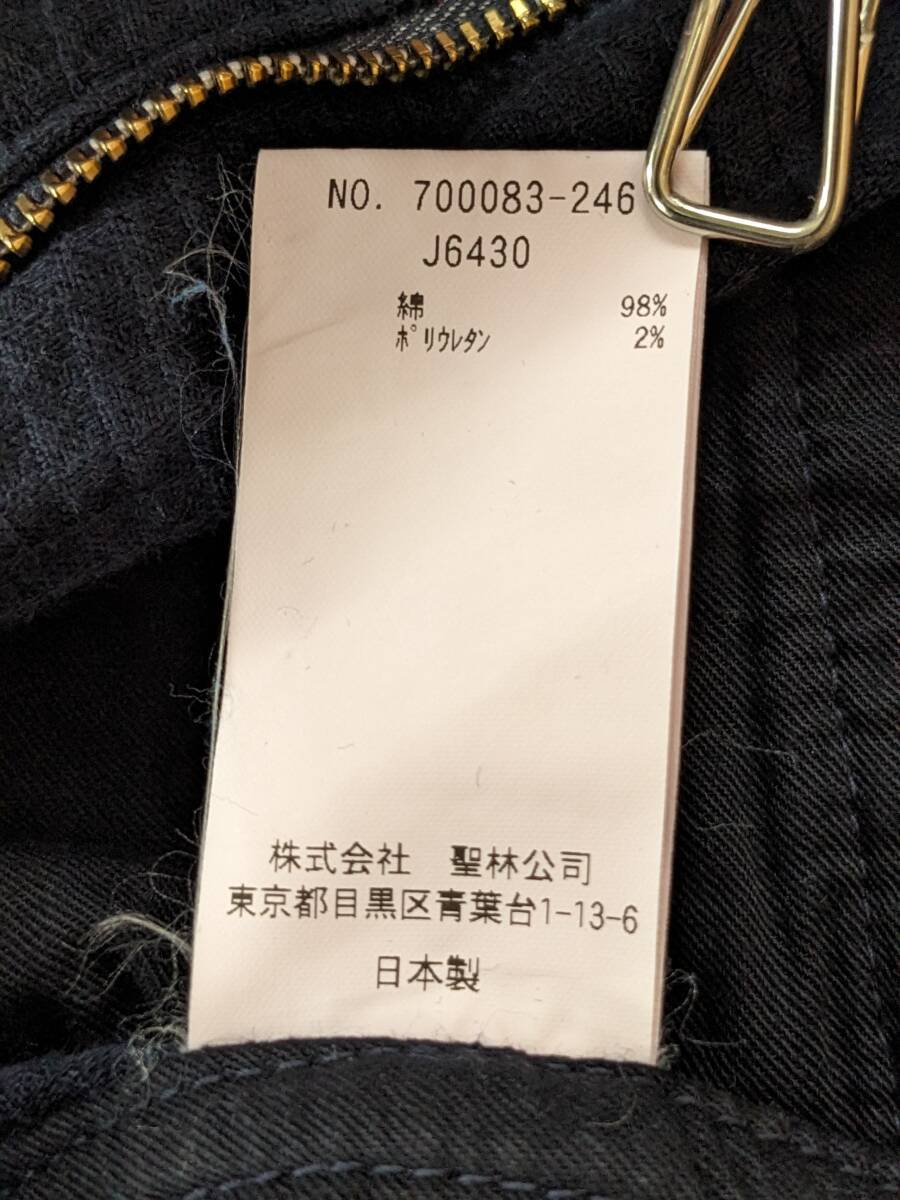 NO. 700083-246
J6430
綿 98%
ﾎﾟﾘｳﾚﾀﾝ 2%
株式会社 聖林公司
東京都目黒区青葉台1-13-6
日本製